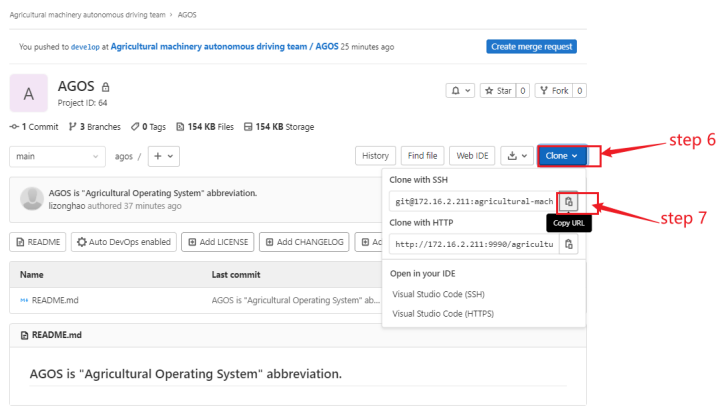 Agricultural machinery autonomous driving team > AGOS
You pushed to develop at Agricultural machinery autonomous driving team / AGOS 25 minutes ago
Create merge request
A
AGOS
Project ID: 64
Star 0
Fork 0
1 Commit 3 Branches 0 Tags 154 KB Files 154 KB Storage
main
agos / +
History
Find file
Web IDE
Clone
step 6
Clone with SSH
AGOS is "Agricultural Operating System" abbreviation.
lizonghao authored 37 minutes ago
git@172.16.2.211:agricultural-mach
step 7
Clone with HTTP
Copy URL
README
Auto DevOps enabled
Add LICENSE
Add CHANGELOG
http://172.16.2.211:9990/agricultu
Name
Last commit
Open in your IDE
README.md
AGOS is "Agricultural Operating System" ab...
Visual Studio Code (SSH)
Visual Studio Code (HTTPS)
README.md
AGOS is "Agricultural Operating System" abbreviation.